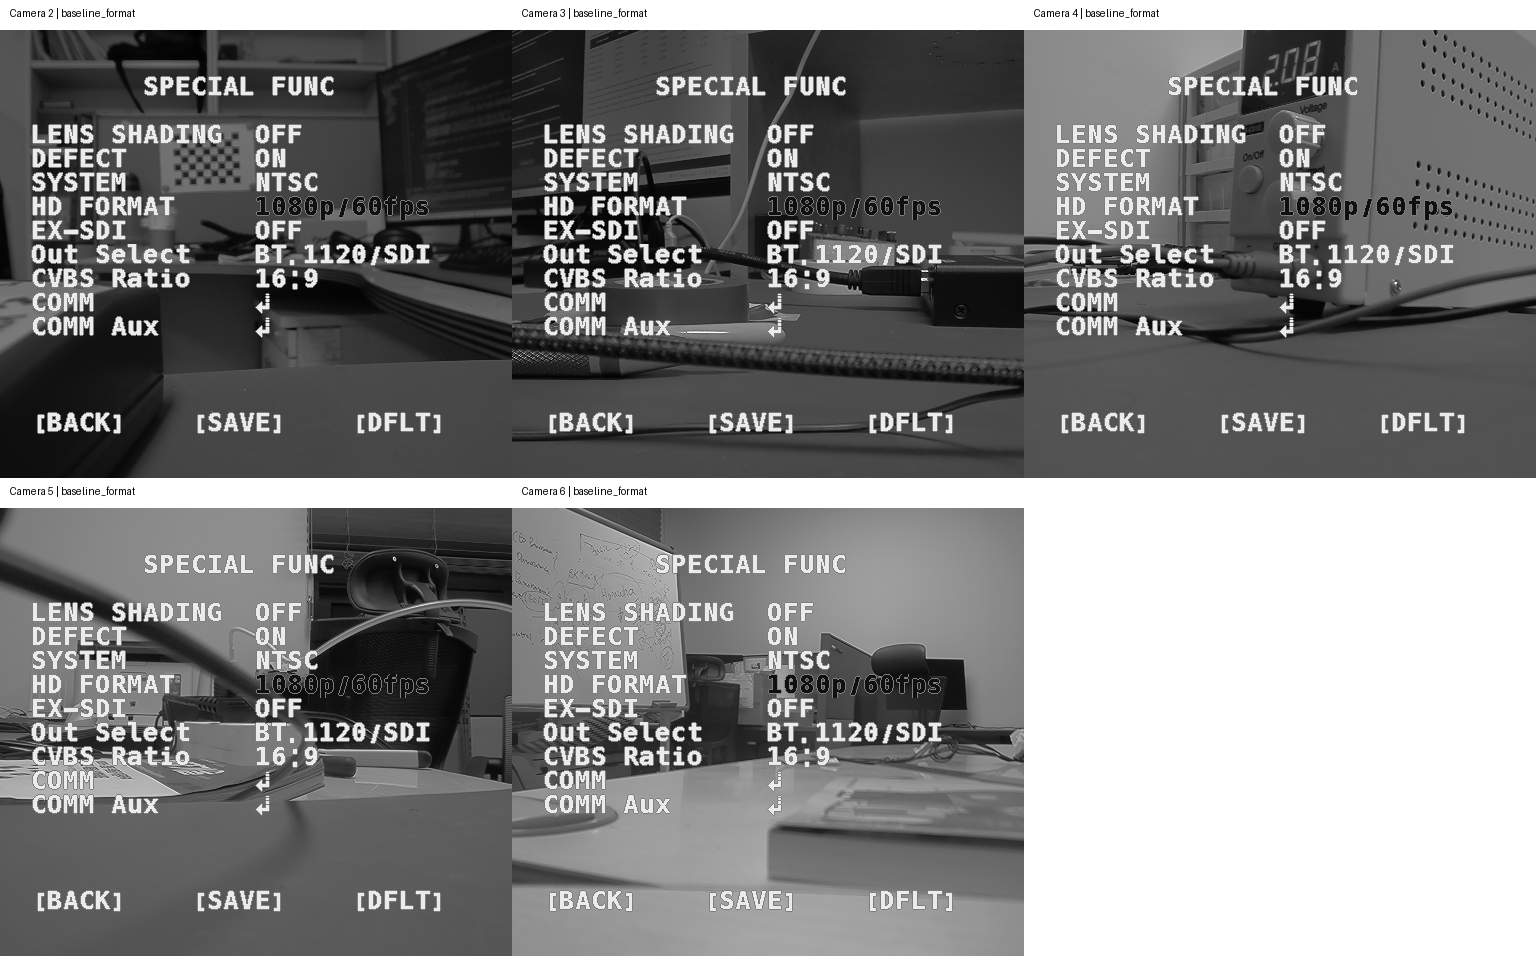 Camera 2 | baseline_format
SPECIAL FUNC
LENS SHADING OFF
DEFECT ON
SYSTEM NTSC
HD FORMAT 1080p/60fps
EX-SDI OFF
Out Select BT.1120/SDI
CVBS Ratio 16:9
COMM ↲
COMM Aux ↲
[BACK] [SAVE] [DFLT]
Camera 3 | baseline_format
SPECIAL FUNC
LENS SHADING OFF
DEFECT ON
SYSTEM NTSC
HD FORMAT 1080p/60fps
EX-SDI OFF
Out Select BT.1120/SDI
CVBS Ratio 16:9
COMM ↲
COMM Aux ↲
[BACK] [SAVE] [DFLT]
Camera 4 | baseline_format
2.08 A
Voltage
On/Off
SPECIAL FUNC
LENS SHADING OFF
DEFECT ON
SYSTEM NTSC
HD FORMAT 1080p/60fps
EX-SDI OFF
Out Select BT.1120/SDI
CVBS Ratio 16:9
COMM ↲
COMM Aux ↲
[BACK] [SAVE] [DFLT]
Camera 5 | baseline_format
SPECIAL FUNC
LENS SHADING OFF
DEFECT ON
SYSTEM NTSC
HD FORMAT 1080p/60fps
EX-SDI OFF
Out Select BT.1120/SDI
CVBS Ratio 16:9
COMM ↲
COMM Aux ↲
[BACK] [SAVE] [DFLT]
Camera 6 | baseline_format
SPECIAL FUNC
LENS SHADING OFF
DEFECT ON
SYSTEM NTSC
HD FORMAT 1080p/60fps
EX-SDI OFF
Out Select BT.1120/SDI
CVBS Ratio 16:9
COMM ↲
COMM Aux ↲
[BACK] [SAVE] [DFLT]